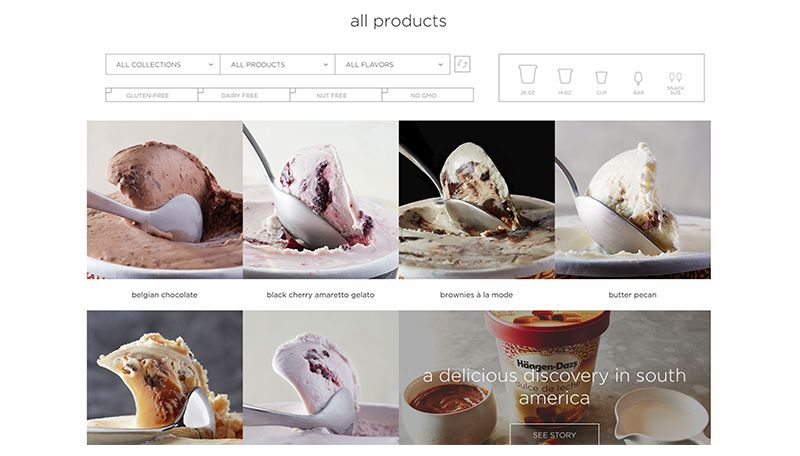 all products
ALL COLLECTIONS
ALL PRODUCTS
ALL FLAVORS
GLUTEN-FREE
DAIRY FREE
NUT FREE
NO GMO
28 OZ
14 OZ
CUP
BAR
SNACK
SIZE
belgian chocolate
black cherry amaretto gelato
brownies à la mode
butter pecan
Häagen-Dazs
dulce de leche
a delicious discovery in south
america
SEE STORY